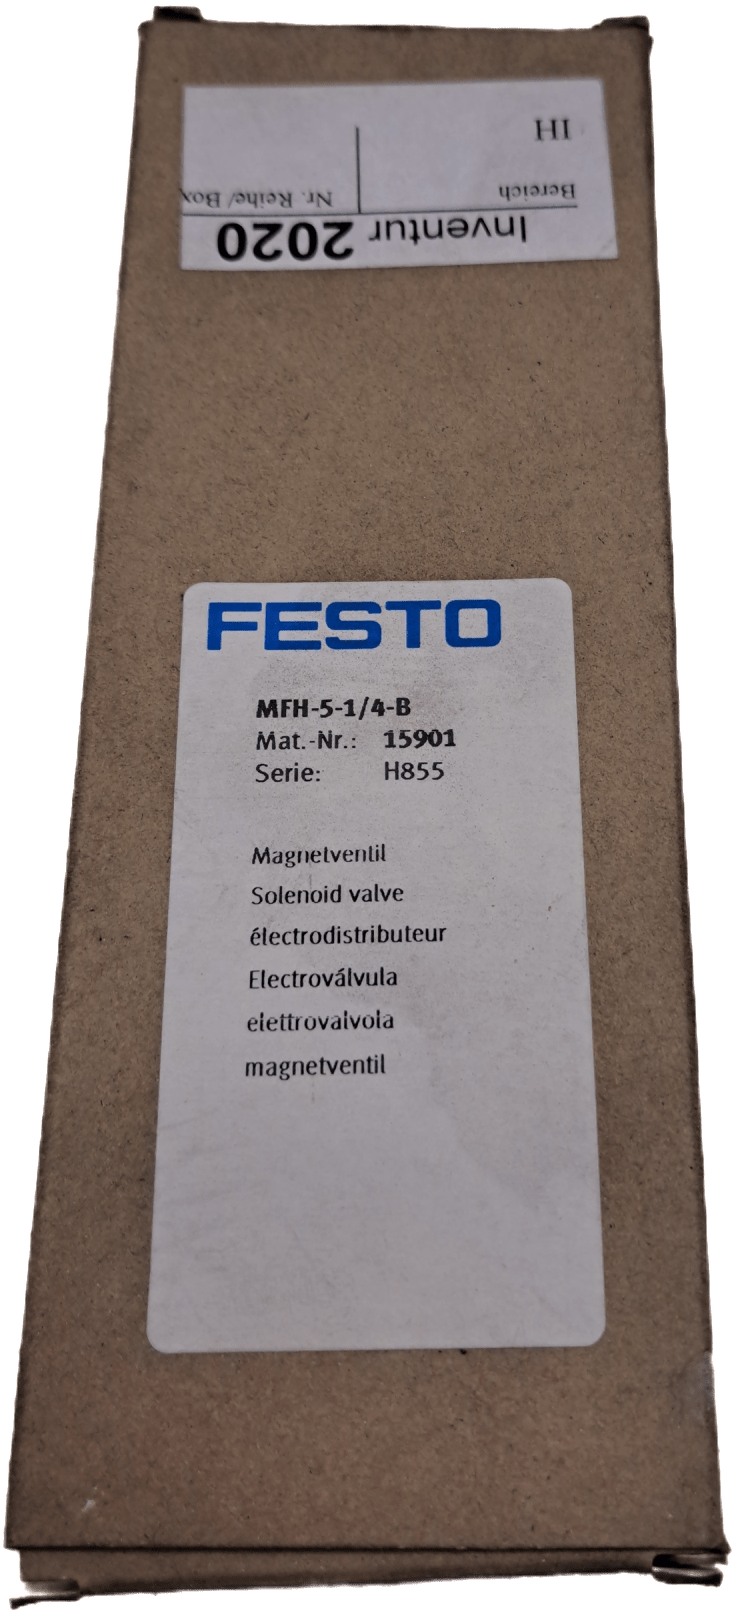 Inventur 2020
Bereich
Nr. Reihe/Box
IH
FESTO
MFH-5-1/4-B
Mat.-Nr.: 15901
Serie: H855
Magnetventil
Solenoid valve
électrodistributeur
Electroválvula
elettrovalvola
magnetventil